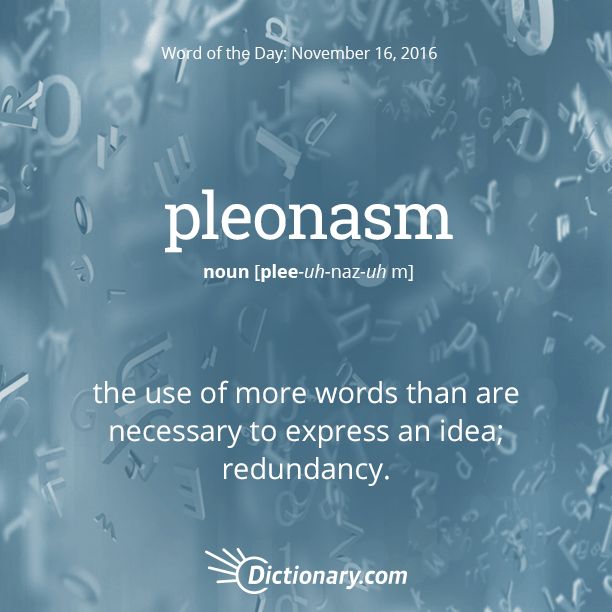 Word of the Day: November 16, 2016
pleonasm
noun [plee-uh-naz-uh m]
the use of more words than are
necessary to express an idea;
redundancy.
Dictionary.com